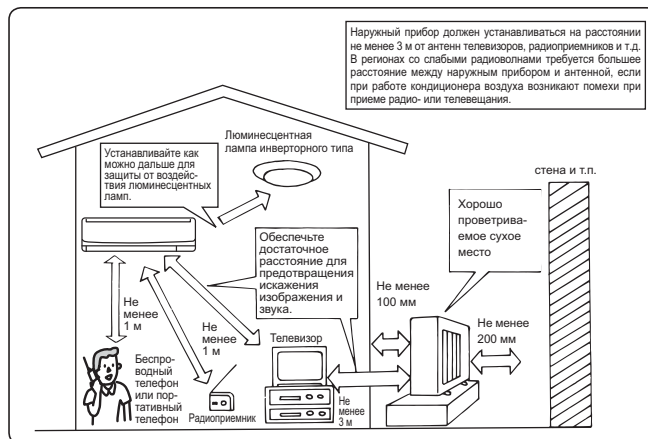 Наружный прибор должен устанавливаться на расстоянии
не менее 3 м от антенн телевизоров, радиоприемников и т.д.
В регионах со слабыми радиоволнами требуется большее
расстояние между наружным прибором и антенной, если
при работе кондиционера воздуха возникают помехи при
приеме радио- или телевещания.
Люминесцентная
лампа инверторного типа
Устанавливайте как
можно дальше для
защиты от воздейс-
твия люминесцентных
ламп.
стена и т.п.
Хорошо
проветрива-
емое сухое
место
Обеспечьте
достаточное
расстояние для
предотвращения
искажения
изображения и
звука.
Не менее
100 мм
Не
менее
1 м
Не
менее
1 м
Не менее
200 мм
Телевизор
Беспро-
водный
телефон
или пор-
тативный
телефон
Радиоприемник
Не
менее
3 м